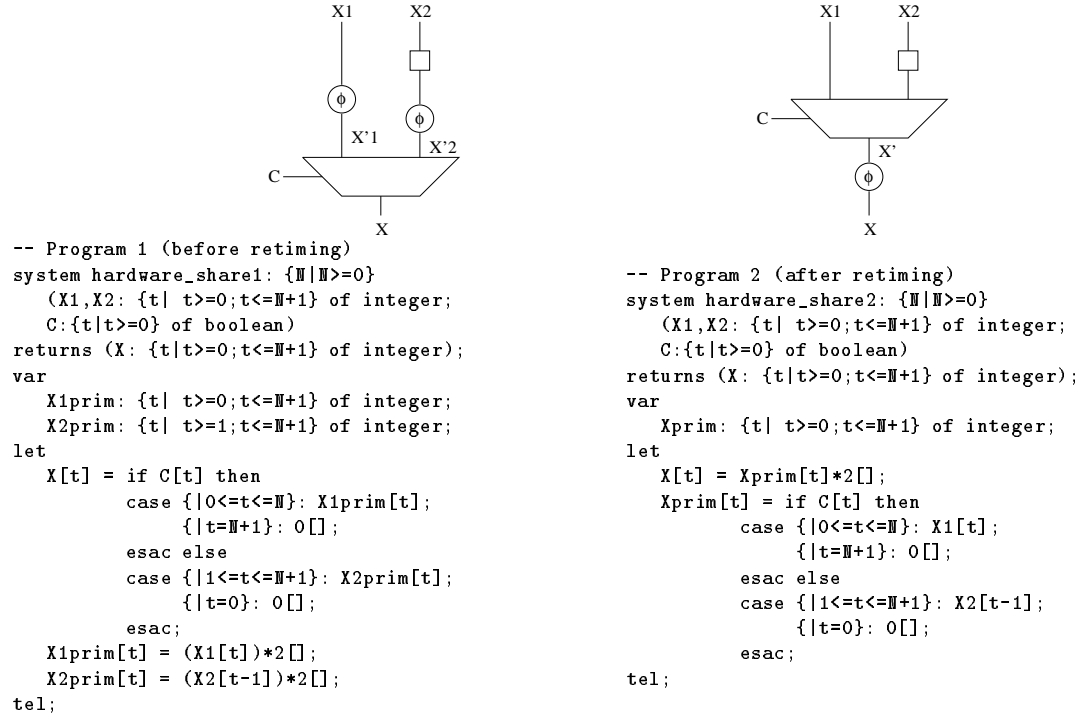 X1 X2
ϕ
ϕ
X'1
X'2
C
X
-- Program 1 (before retiming)
system hardware_share1: {N|N>=0}
(X1,X2: {t| t>=0;t<=N+1} of integer;
C:{t|t>=0} of boolean)
returns (X: {t|t>=0;t<=N+1} of integer);
var
X1prim: {t| t>=0;t<=N+1} of integer;
X2prim: {t| t>=1;t<=N+1} of integer;
let
X[t] = if C[t] then
case {|0<=t<=N}: X1prim[t];
{|t=N+1}: 0[];
esac else
case {|1<=t<=N+1}: X2prim[t];
{|t=0}: 0[];
esac;
X1prim[t] = (X1[t])*2[];
X2prim[t] = (X2[t-1])*2[];
tel;
X1 X2
C
X'
ϕ
X
-- Program 2 (after retiming)
system hardware_share2: {N|N>=0}
(X1,X2: {t| t>=0;t<=N+1} of integer;
C:{t|t>=0} of boolean)
returns (X: {t|t>=0;t<=N+1} of integer);
var
Xprim: {t| t>=0;t<=N+1} of integer;
let
X[t] = Xprim[t]*2[];
Xprim[t] = if C[t] then
case {|0<=t<=N}: X1[t];
{|t=N+1}: 0[];
esac else
case {|1<=t<=N+1}: X2[t-1];
{|t=0}: 0[];
esac;
tel;